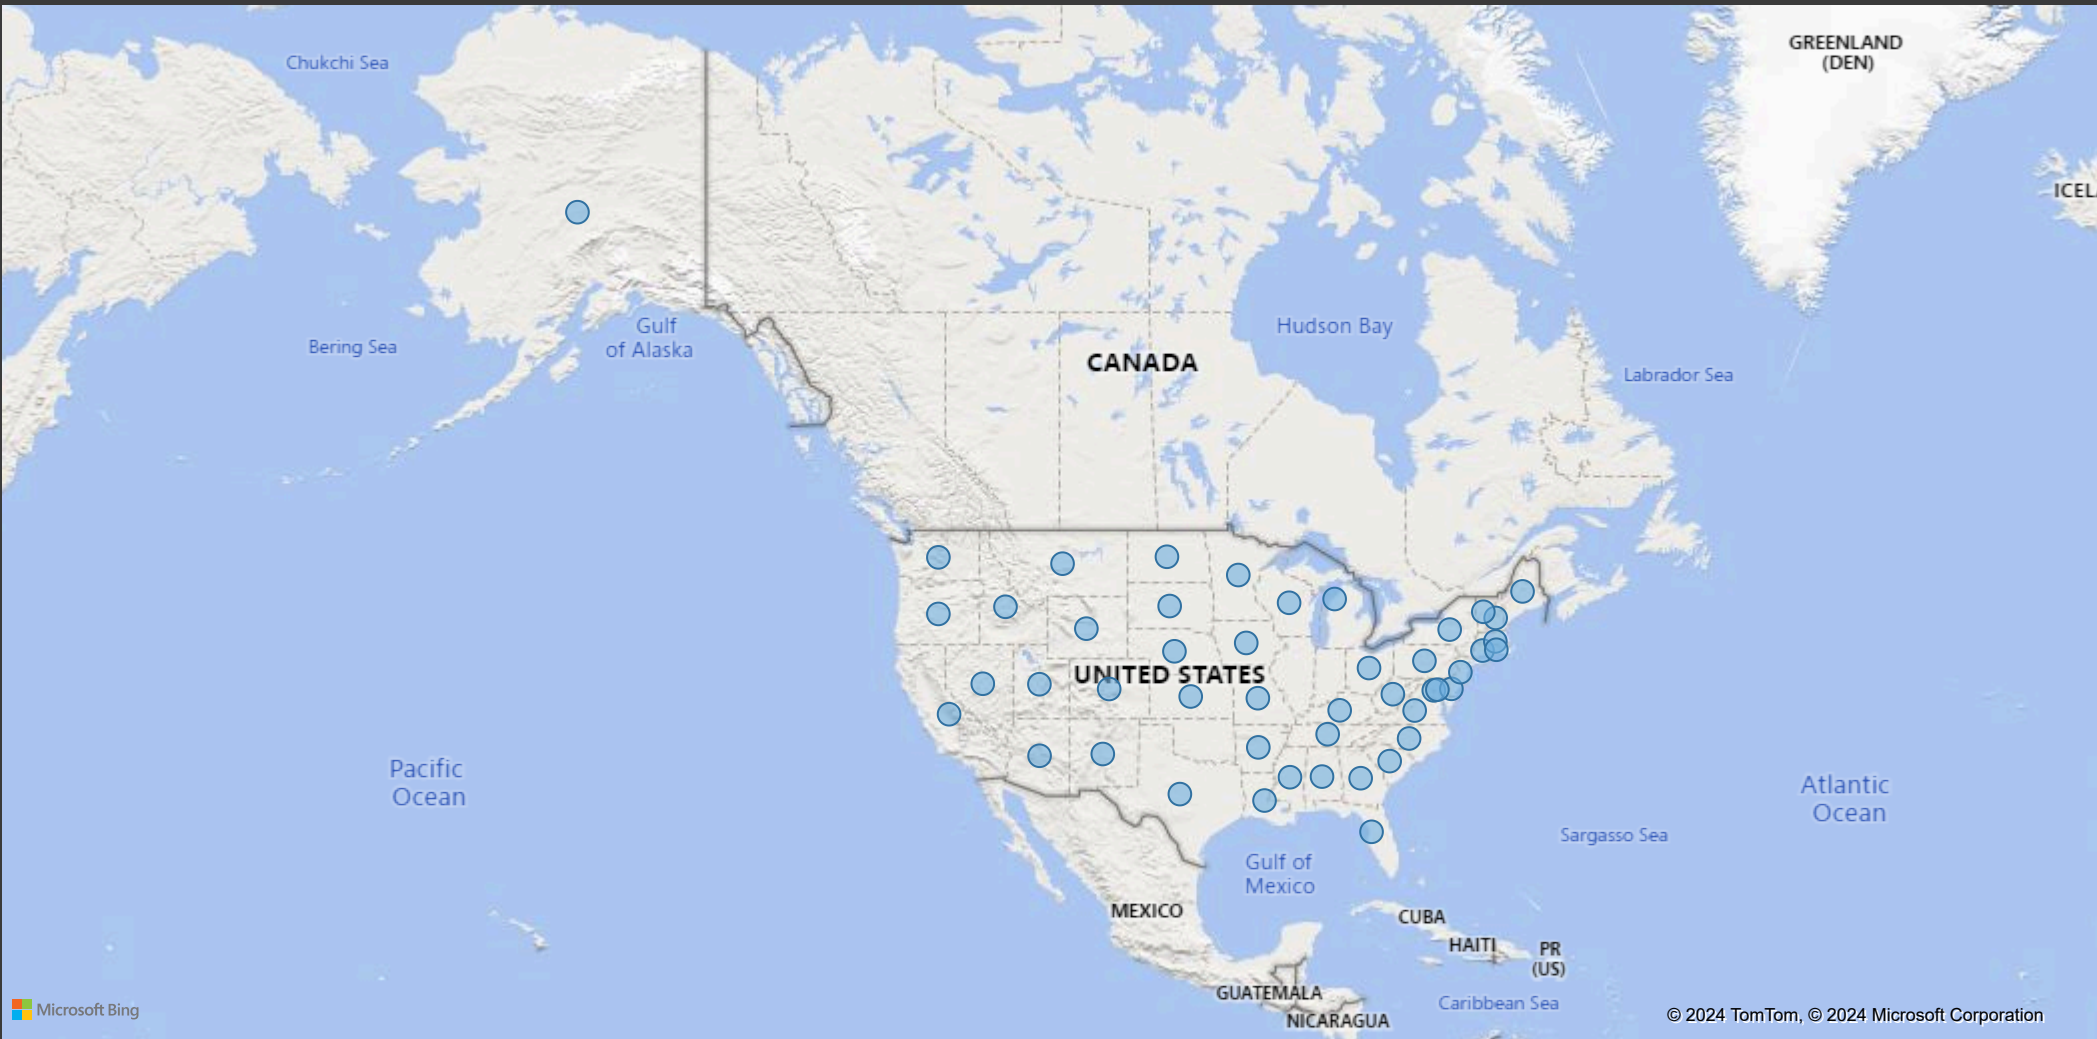 Chukchi Sea
GREENLAND
(DEN)
ICEL
Bering Sea
Gulf
of Alaska
Hudson Bay
CANADA
Labrador Sea
UNITED STATES
Pacific
Ocean
Atlantic
Ocean
Sargasso Sea
Gulf of
Mexico
MEXICO
CUBA
HAITI
PR
(US)
GUATEMALA
Caribbean Sea
NICARAGUA
Microsoft Bing
© 2024 TomTom, © 2024 Microsoft Corporation